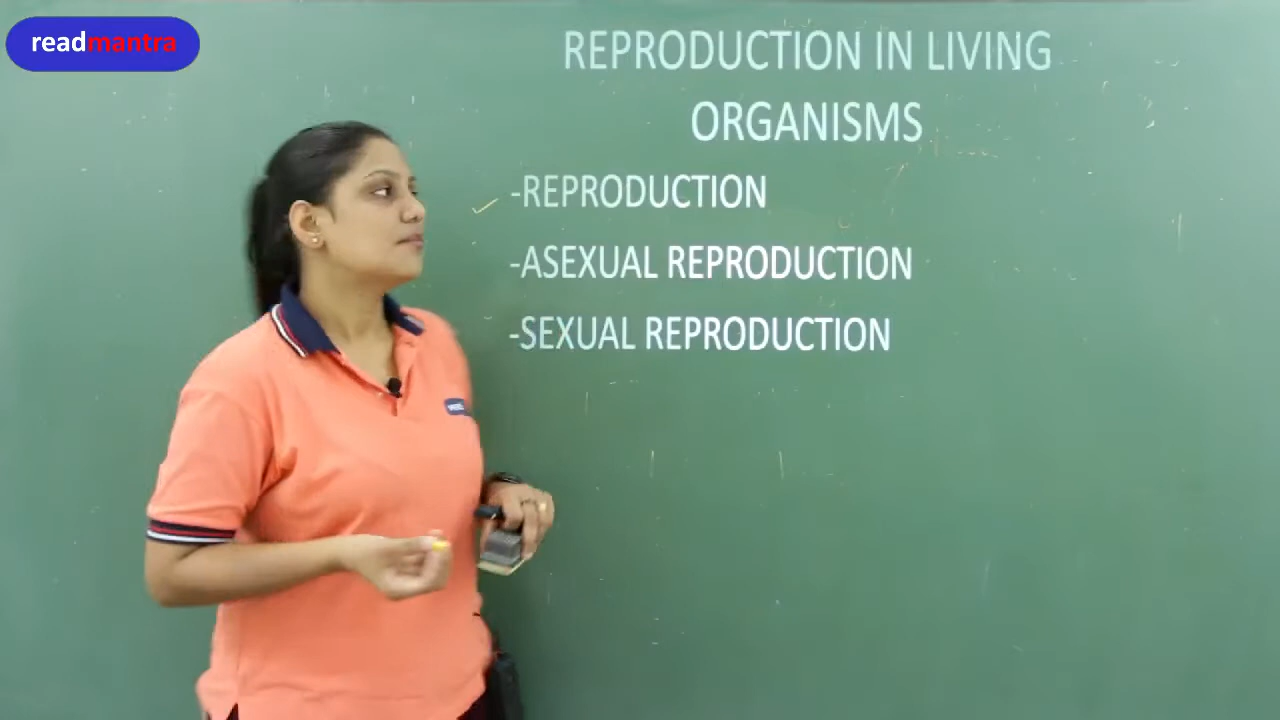 readmantra
REPRODUCTION IN LIVING
ORGANISMS
-REPRODUCTION
-ASEXUAL REPRODUCTION
-SEXUAL REPRODUCTION